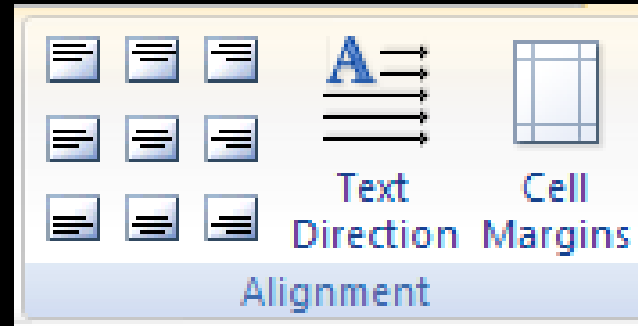 Text
Direction
Cell
Margins
Alignment